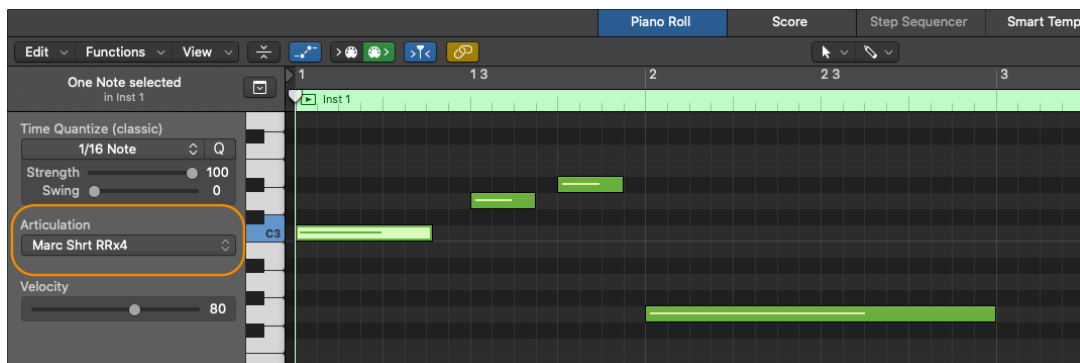 Piano Roll Score Step Sequencer Smart Temp
Edit Functions View
One Note selected
in Inst 1
1 1 3 2 2 3 3
Inst 1
Time Quantize (classic)
1/16 Note Q
Strength 100
Swing 0
Articulation
Marc Shrt RRx4
C3
Velocity
80